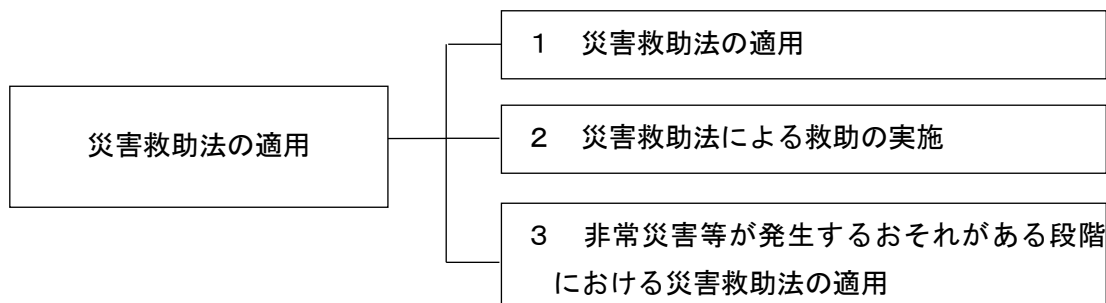 災害救助法の適用
1　災害救助法の適用
2　災害救助法による救助の実施
3　非常災害等が発生するおそれがある段階
における災害救助法の適用